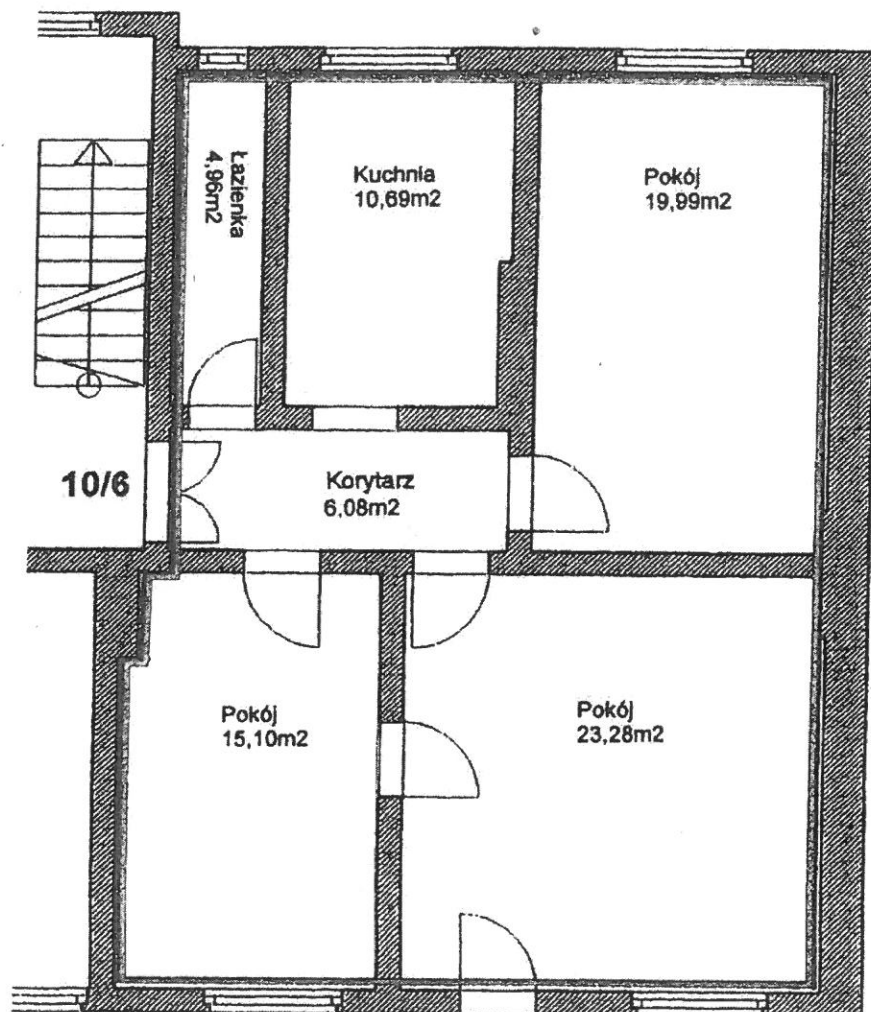 Łazienka
4,96m2
Kuchnia
10,69m2
Pokój
19,99m2
10/6
Korytarz
6,08m2
Pokój
15,10m2
Pokój
23,28m2